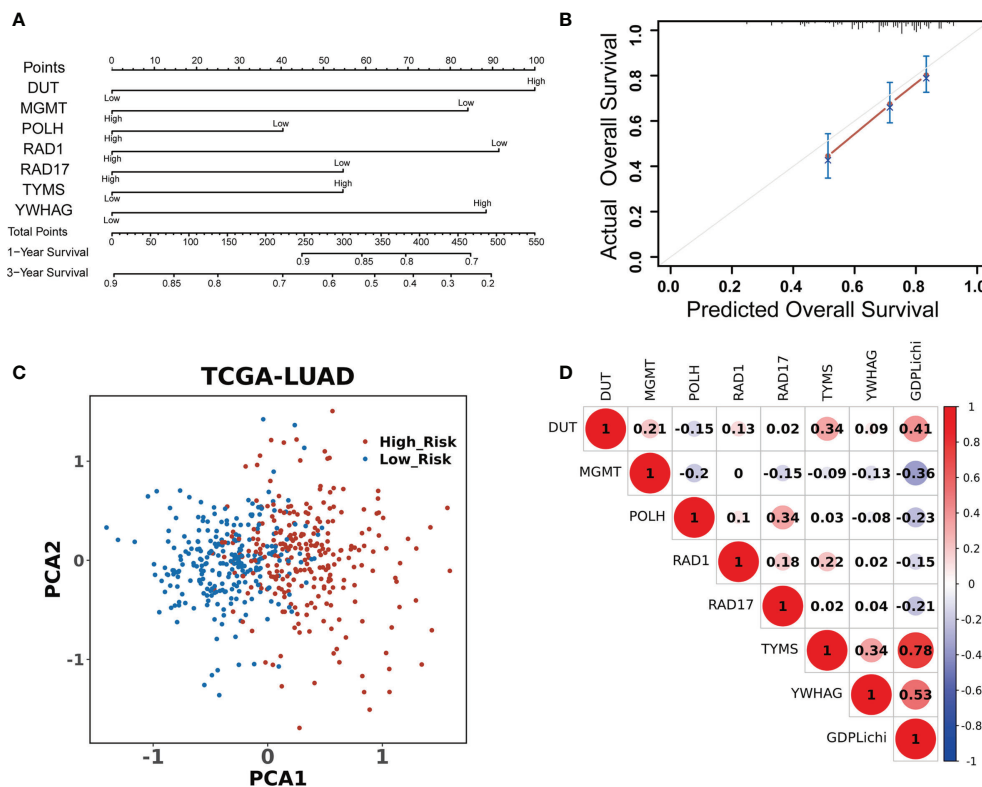 A
0 10 20 30 40 50 60 70 80 90 100
Points
DUT
Low High
MGMT
High Low
POLH
High Low
RAD1
High Low
RAD17
High Low
TYMS
Low High
YWHAG
Low High
Total Points
0 50 100 150 200 250 300 350 400 450 500 550
1-Year Survival
0.9 0.85 0.8 0.7
3-Year Survival
0.9 0.85 0.8 0.7 0.6 0.5 0.4 0.3 0.2
B
Actual Overall Survival
1.0
0.8
0.6
0.4
0.2
0.0
0.0 0.2 0.4 0.6 0.8 1.0
Predicted Overall Survival
C
TCGA-LUAD
High_Risk
Low_Risk
PCA2
1
0
-1
-1 0 1
PCA1
D
DUT MGMT POLH RAD1 RAD17 TYMS YWHAG GDPLichi
DUT 1 0.21 -0.15 0.13 0.02 0.34 0.09 0.41
MGMT 1 -0.2 0 -0.15 -0.09 -0.13 -0.36
POLH 1 0.1 0.34 0.03 -0.08 -0.23
RAD1 1 0.18 0.22 0.02 -0.15
RAD17 1 0.02 0.04 -0.21
TYMS 1 0.34 0.78
YWHAG 1 0.53
GDPLichi 1
1
0.8
0.6
0.4
0.2
0
-0.2
-0.4
-0.6
-0.8
-1